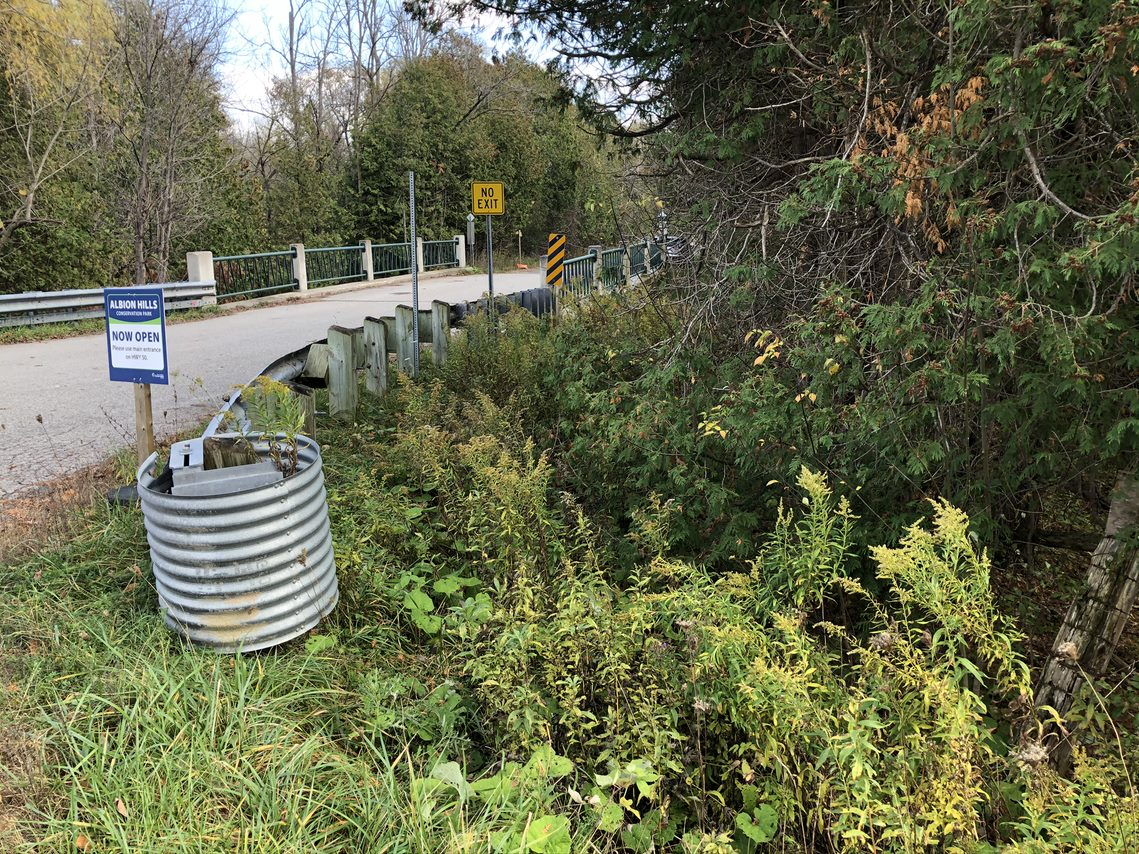 ALBION HILLS
CONSERVATION PARK
NOW OPEN
Please use main entrance
on HWY 50.
NO
EXIT